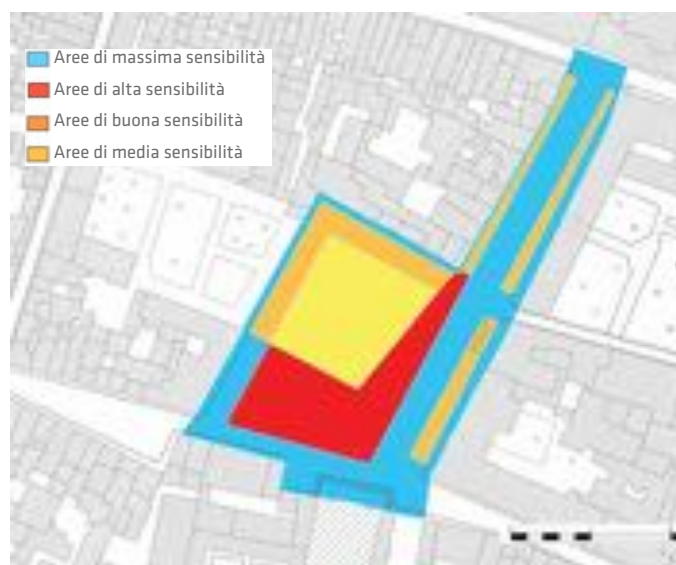 Aree di massima sensibilità
Aree di alta sensibilità
Aree di buona sensibilità
Aree di media sensibilità